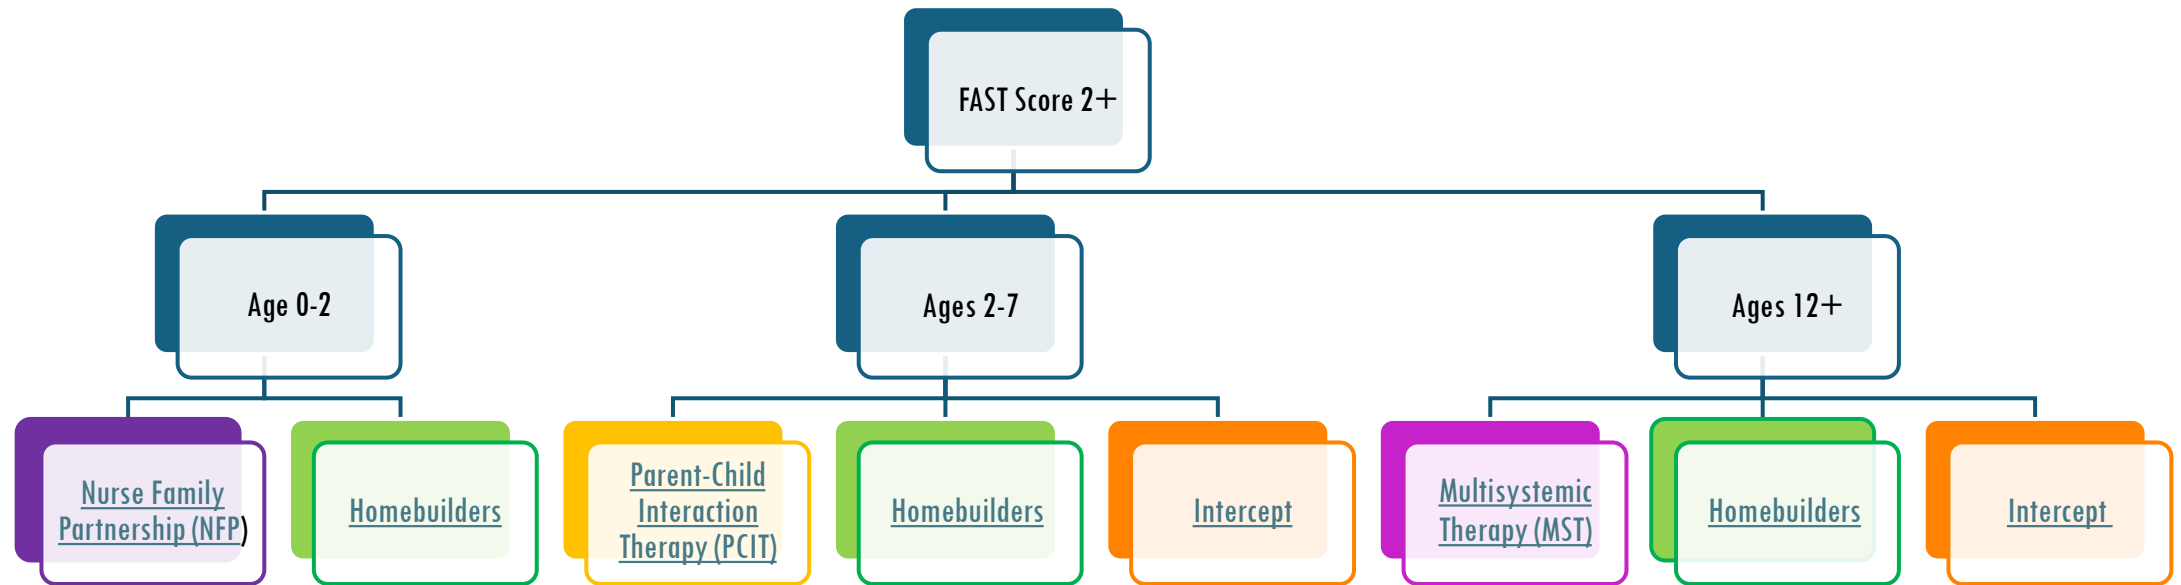 FAST Score 2+
Age 0-2
Ages 2-7
Ages 12+
Nurse Family
Partnership (NFP)
Homebuilders
Parent-Child
Interaction
Therapy (PCIT)
Homebuilders
Intercept
Multisystemic
Therapy (MST)
Homebuilders
Intercept